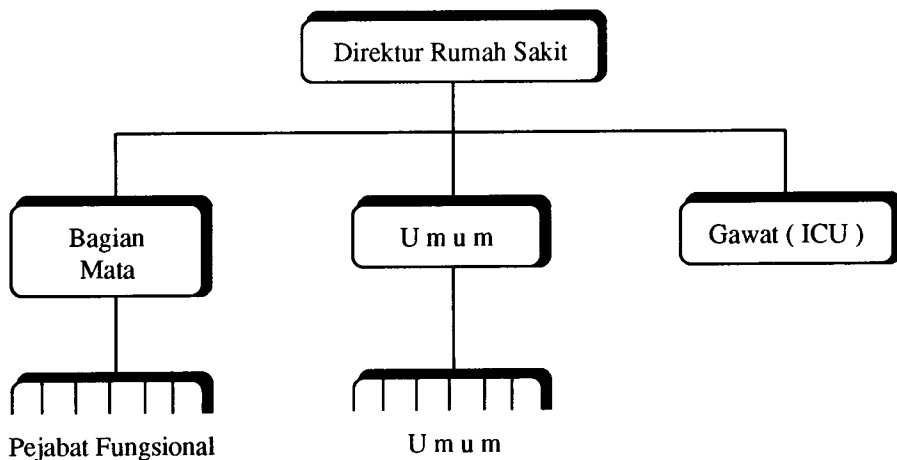 Direktur Rumah Sakit
Bagian
Mata
U m u m
Gawat ( ICU )
Pejabat Fungsional
U m u m